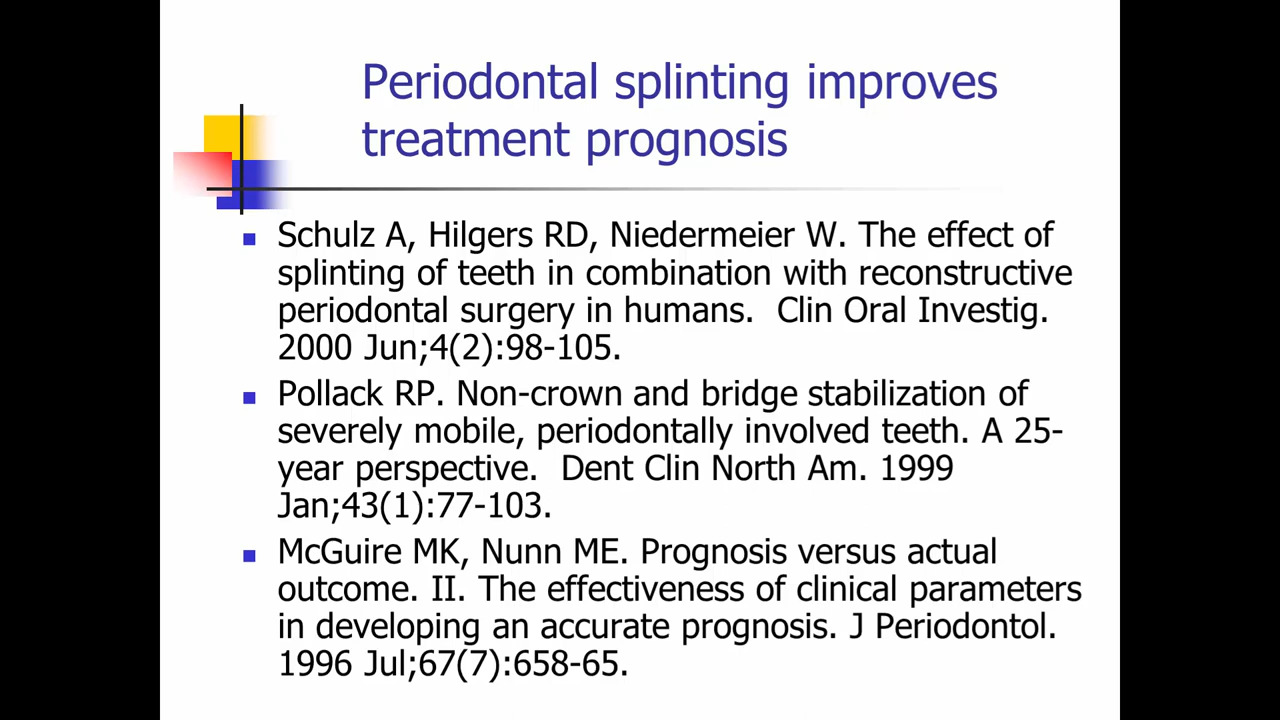 Periodontal splinting improves
treatment prognosis
Schulz A, Hilgers RD, Niedermeier W. The effect of
splinting of teeth in combination with reconstructive
periodontal surgery in humans.  Clin Oral Investig.
2000 Jun;4(2):98-105.
Pollack RP. Non-crown and bridge stabilization of
severely mobile, periodontally involved teeth. A 25-
year perspective.  Dent Clin North Am. 1999
Jan;43(1):77-103.
McGuire MK, Nunn ME. Prognosis versus actual
outcome. II. The effectiveness of clinical parameters
in developing an accurate prognosis. J Periodontol.
1996 Jul;67(7):658-65.